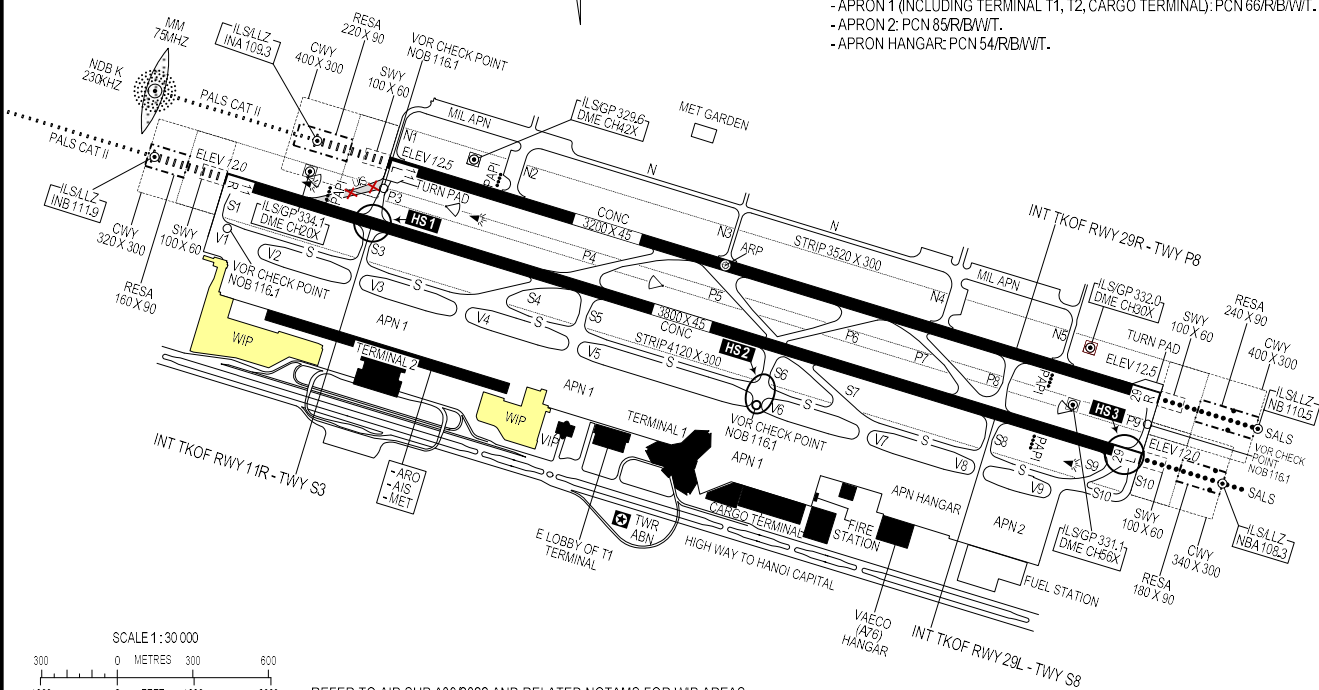 - APRON 1 (INCLUDING TERMINAL T1, T2, CARGO TERMINAL): PCN 66/R/B/W/T.
- APRON 2: PCN 85/R/B/W/T.
- APRON HANGAR: PCN 54/R/B/W/T.
MM
75MHZ
NDB K
230KHZ
ILS/LLZ
INA 109.3
RESA
220 X 90
CWY
400 X 300
SWY
100 X 60
VOR CHECK POINT
NOB 116.1
PALS CAT II
PALS CAT II
ELEV 12.0
ELEV 12.5
MIL APN
N1
ILS/GP 329.6
DME CH42X
MET GARDEN
N
N
N2
N3
N4
N5
PAPI
PAPI
TURN PAD
P3
11 L
11 R
ILS/LLZ
INB 111.9
CWY
320 X 300
SWY
100 X 60
RESA
160 X 90
S1
V1
V2
S
ILS/GP 334.1
DME CH20X
VOR CHECK POINT
NOB 116.1
HS 1
S3
V3
P4
CONC
3200 X 45
ARP
STRIP 3520 X 300
MIL APN
INT TKOF RWY 29R - TWY P8
ILS/GP 332.0
DME CH30X
TURN PAD
SWY
100 X 60
RESA
240 X 90
CWY
400 X 300
ELEV 12.5
ILS/LLZ
NB 110.5
SALS
VOR CHECK
POINT
NOB 116.1
P5
P6
P7
P8
P9
S4
S5
V4
S
V5
3800 X 45
CONC
STRIP 4120 X 300
HS 2
S
S6
S7
V6
S
VOR CHECK POINT
NOB 116.1
V7
S
V8
S8
PAPI
PAPI
HS 3
29 R
29 L
ELEV 12.0
S9
S
V9
S10
S10
SALS
ILS/LLZ
NBA 108.3
SWY
100 X 60
CWY
340 X 300
RESA
180 X 90
ILS/GP 331.1
DME CH56X
WIP
APN 1
TERMINAL 2
APN 1
WIP
VIP
TERMINAL 1
APN 1
APN HANGAR
APN 2
CARGO TERMINAL
FIRE
STATION
FUEL STATION
INT TKOF RWY 11R - TWY S3
- ARO
- AIS
- MET
E LOBBY OF T1
TERMINAL
TWR
ABN
HIGH WAY TO HANOI CAPITAL
VAECO
(A76)
HANGAR
INT TKOF RWY 29L - TWY S8
SCALE 1 : 30 000
300 0 METRES 300 600